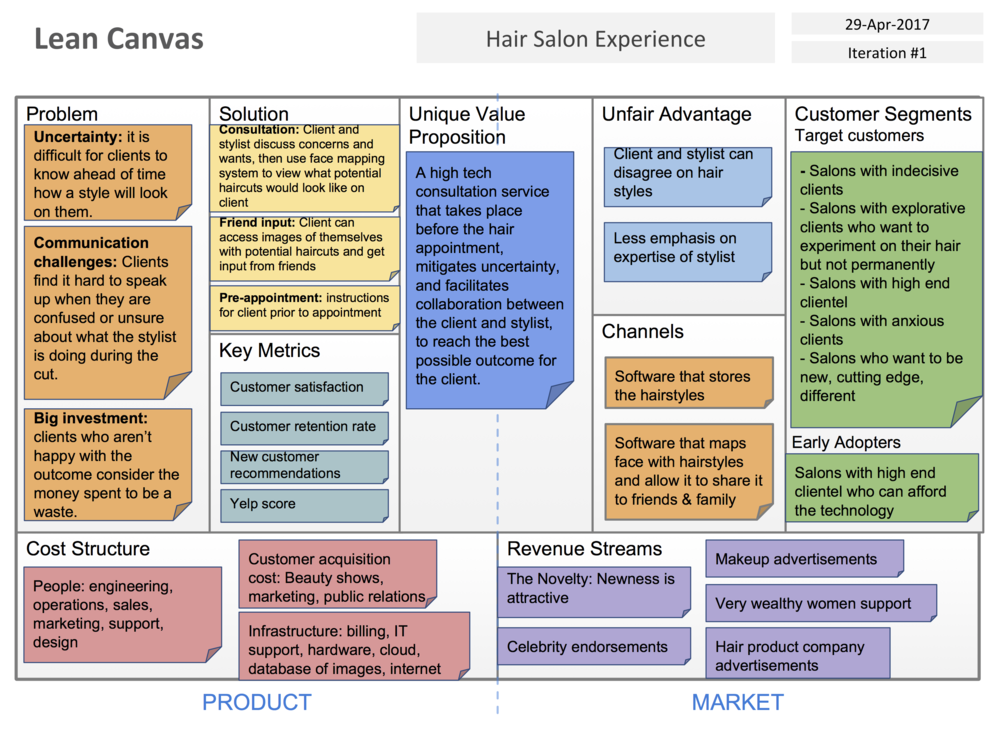 Lean Canvas
Hair Salon Experience
29-Apr-2017
Iteration #1
Problem
Uncertainty: it is
difficult for clients to
know ahead of time
how a style will look
on them.
Communication
challenges: Clients
find it hard to speak
up when they are
confused or unsure
about what the stylist
is doing during the
cut.
Big investment:
clients who aren't
happy with the
outcome consider the
money spent to be a
waste.
Solution
Consultation: Client and
stylist discuss concerns and
wants, then use face mapping
system to view what potential
haircuts would look like on
client
Friend input: Client can
access images of themselves
with potential haircuts and get
input from friends
Pre-appointment: instructions
for client prior to appointment
Key Metrics
Customer satisfaction
Customer retention rate
New customer
recommendations
Yelp score
Unique Value
Proposition
A high tech
consultation service
that takes place
before the hair
appointment,
mitigates uncertainty,
and facilitates
collaboration between
the client and stylist,
to reach the best
possible outcome for
the client.
Unfair Advantage
Client and stylist can
disagree on hair
styles
Less emphasis on
expertise of stylist
Channels
Software that stores
the hairstyles
Software that maps
face with hairstyles
and allow it to share it
to friends & family
Customer Segments
Target customers
- Salons with indecisive
clients
- Salons with explorative
clients who want to
experiment on their hair
but not permanently
- Salons with high end
clientel
- Salons with anxious
clients
- Salons who want to be
new, cutting edge,
different
Early Adopters
Salons with high end
clientel who can afford
the technology
Cost Structure
People: engineering,
operations, sales,
marketing, support,
design
Customer acquisition
cost: Beauty shows,
marketing, public relations
Infrastructure: billing, IT
support, hardware, cloud,
database of images, internet
Revenue Streams
The Novelty: Newness is
attractive
Celebrity endorsements
Makeup advertisements
Very wealthy women support
Hair product company
advertisements
PRODUCT
MARKET